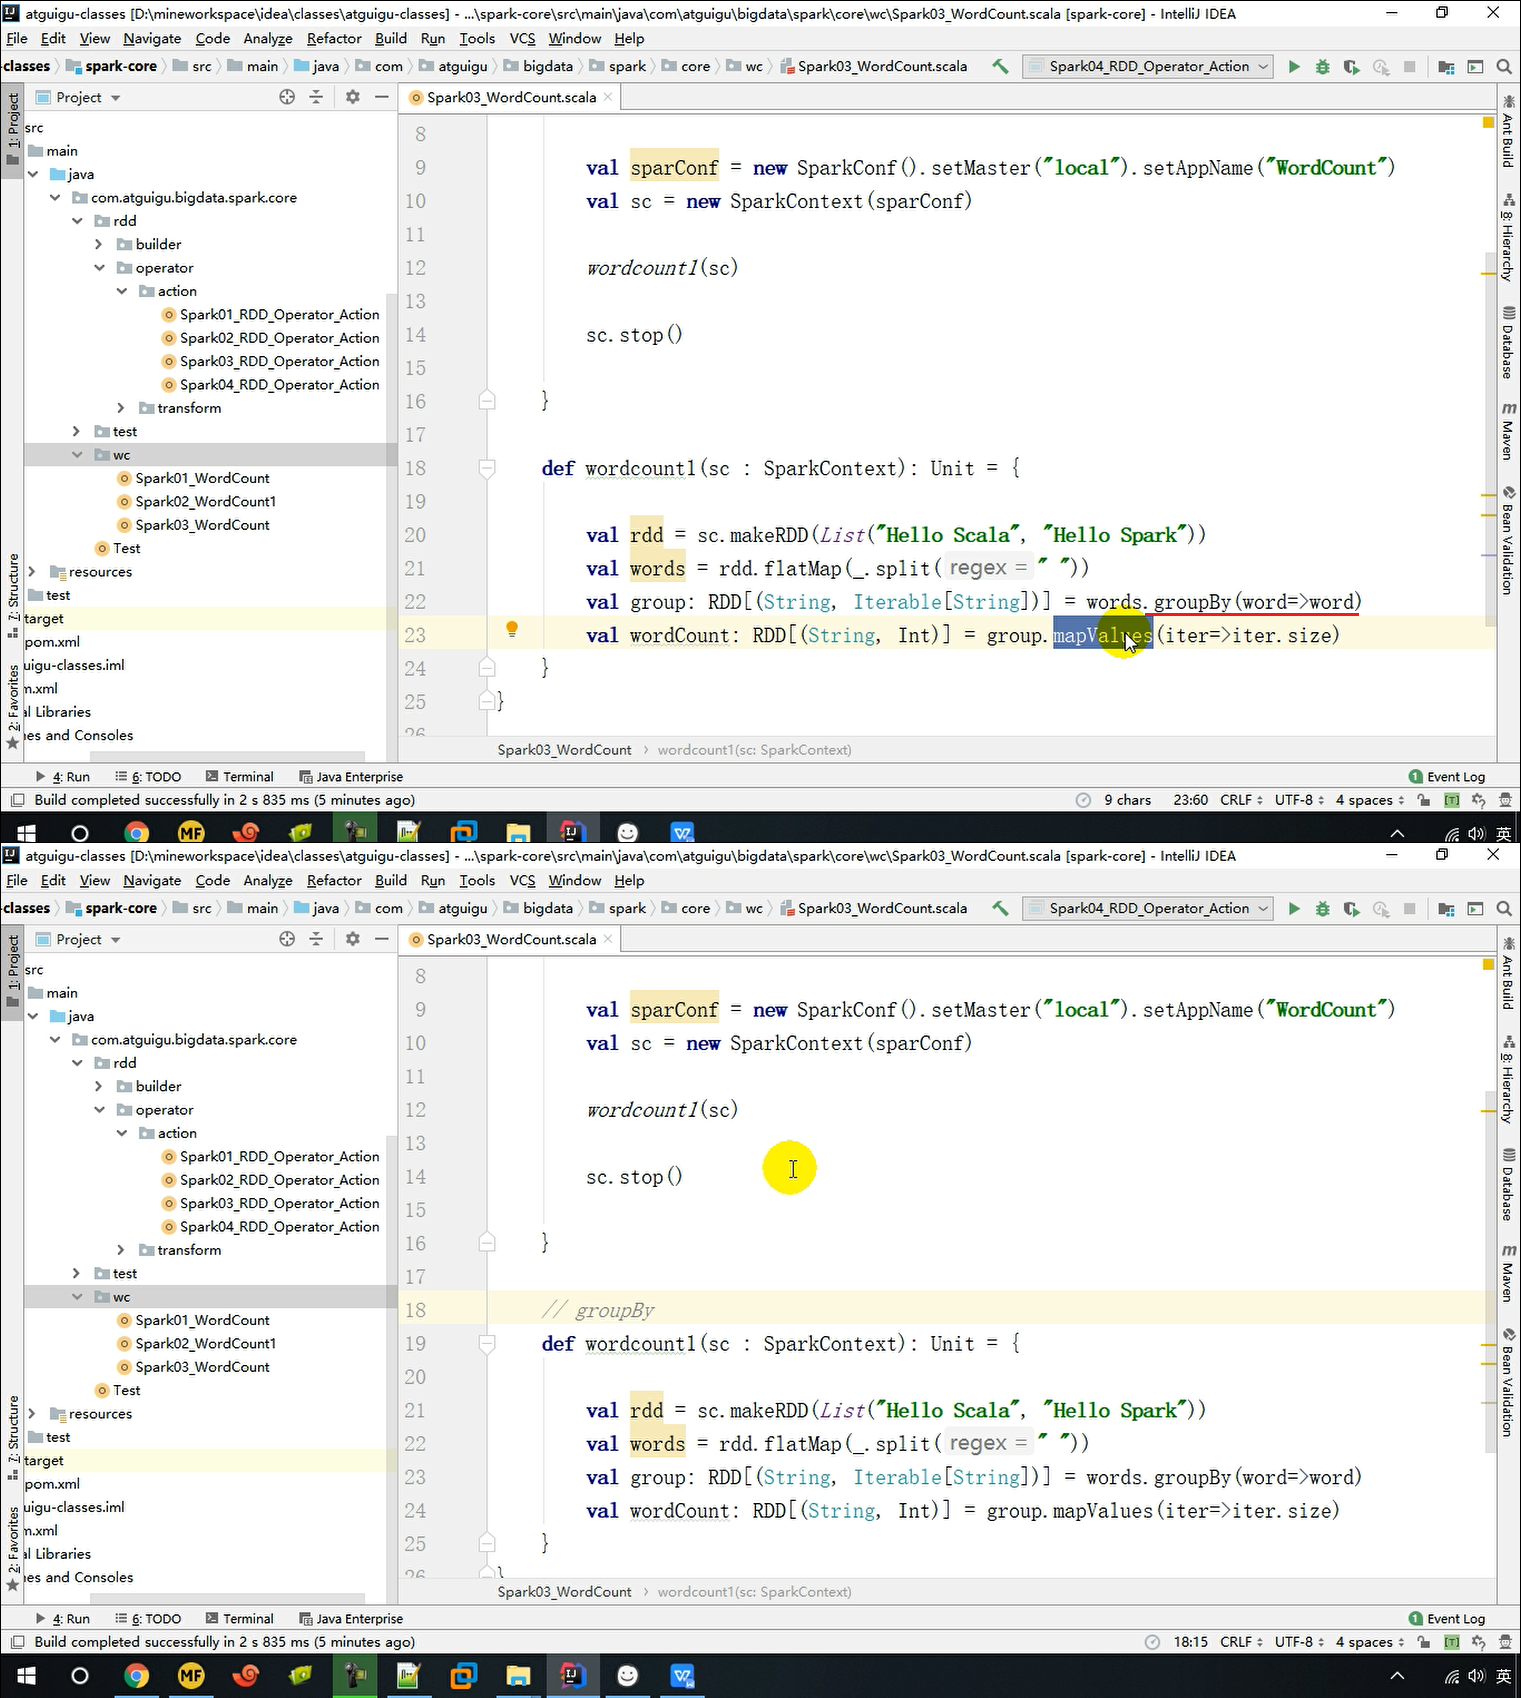 atguigu-classes [D:\mineworkspace\idea\classes\atguigu-classes] - ...\spark-core\src\main\java\com\atguigu\bigdata\spark\core\wc\Spark03_WordCount.scala [spark-core] - IntelliJ IDEA
File Edit View Navigate Code Analyze Refactor Build Run Tools VCS Window Help
-classes spark-core src main java com atguigu bigdata spark core wc Spark03_WordCount.scala Spark04_RDD_Operator_Action
Project
Spark03_WordCount.scala
1: Project
7: Structure
2: Favorites
src
main
java
com.atguigu.bigdata.spark.core
rdd
builder
operator
action
Spark01_RDD_Operator_Action
Spark02_RDD_Operator_Action
Spark03_RDD_Operator_Action
Spark04_RDD_Operator_Action
transform
test
wc
Spark01_WordCount
Spark02_WordCount1
Spark03_WordCount
Test
resources
test
target
pom.xml
uigu-classes.iml
n.xml
al Libraries
nes and Consoles
8
9 val sparConf = new SparkConf().setMaster("local").setAppName("WordCount")
10 val sc = new SparkContext(sparConf)
11
12 wordcount1(sc)
13
14 sc.stop()
15
16 }
17
18 def wordcount1(sc : SparkContext): Unit = {
19
20 val rdd = sc.makeRDD(List("Hello Scala", "Hello Spark"))
21 val words = rdd.flatMap(_.split( regex = " "))
22 val group: RDD[(String, Iterable[String])] = words.groupBy(word=>word)
23 val wordCount: RDD[(String, Int)] = group.mapValues(iter=>iter.size)
24 }
25 }
26
Spark03_WordCount › wordcount1(sc: SparkContext)
Ant Build
8: Hierarchy
Database
m Maven
Bean Validation
4: Run 6: TODO Terminal Java Enterprise 1 Event Log
Build completed successfully in 2 s 835 ms (5 minutes ago) 9 chars 23:60 CRLF UTF-8 4 spaces [T]
MF 英
atguigu-classes [D:\mineworkspace\idea\classes\atguigu-classes] - ...\spark-core\src\main\java\com\atguigu\bigdata\spark\core\wc\Spark03_WordCount.scala [spark-core] - IntelliJ IDEA
File Edit View Navigate Code Analyze Refactor Build Run Tools VCS Window Help
-classes spark-core src main java com atguigu bigdata spark core wc Spark03_WordCount.scala Spark04_RDD_Operator_Action
Project
Spark03_WordCount.scala
1: Project
7: Structure
2: Favorites
src
main
java
com.atguigu.bigdata.spark.core
rdd
builder
operator
action
Spark01_RDD_Operator_Action
Spark02_RDD_Operator_Action
Spark03_RDD_Operator_Action
Spark04_RDD_Operator_Action
transform
test
wc
Spark01_WordCount
Spark02_WordCount1
Spark03_WordCount
Test
resources
test
target
pom.xml
uigu-classes.iml
n.xml
al Libraries
nes and Consoles
8
9 val sparConf = new SparkConf().setMaster("local").setAppName("WordCount")
10 val sc = new SparkContext(sparConf)
11
12 wordcount1(sc)
13
14 sc.stop()
15
16 }
17
18 // groupBy
19 def wordcount1(sc : SparkContext): Unit = {
20
21 val rdd = sc.makeRDD(List("Hello Scala", "Hello Spark"))
22 val words = rdd.flatMap(_.split( regex = " "))
23 val group: RDD[(String, Iterable[String])] = words.groupBy(word=>word)
24 val wordCount: RDD[(String, Int)] = group.mapValues(iter=>iter.size)
25 }
26 }
Spark03_WordCount › wordcount1(sc: SparkContext)
Ant Build
8: Hierarchy
Database
m Maven
Bean Validation
4: Run 6: TODO Terminal Java Enterprise 1 Event Log
Build completed successfully in 2 s 835 ms (5 minutes ago) 18:15 CRLF UTF-8 4 spaces [T]
MF 英